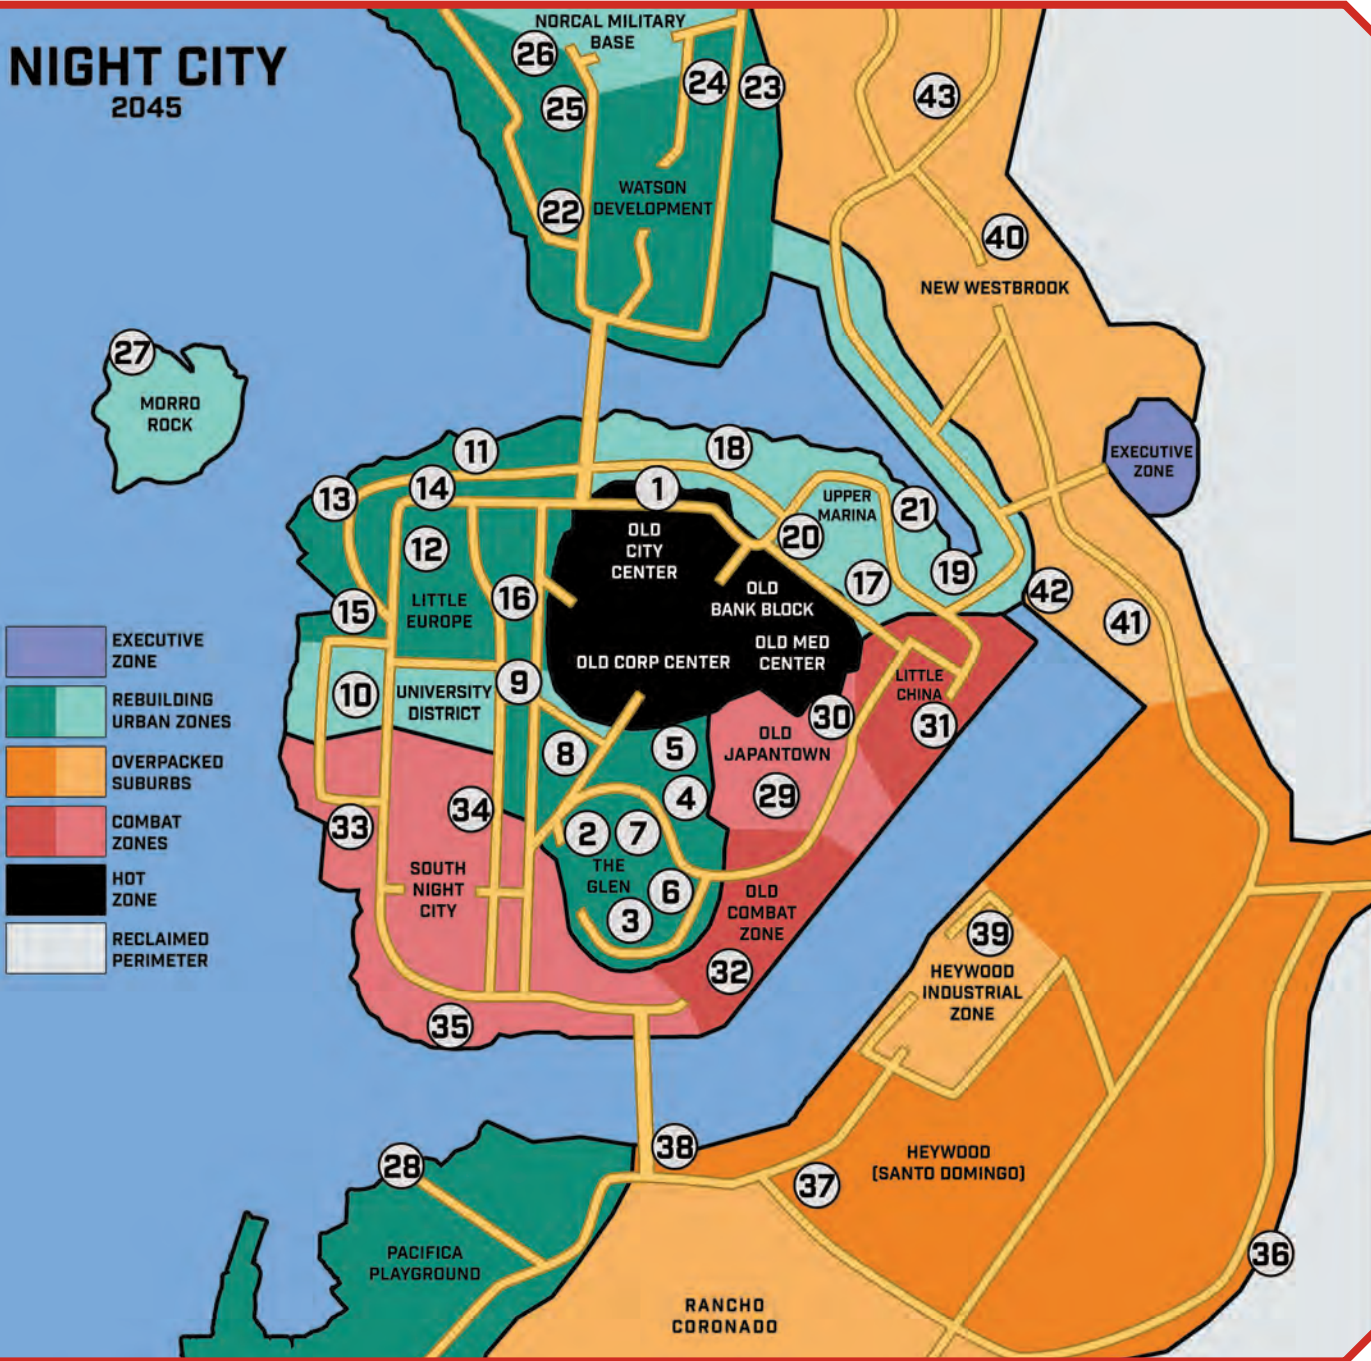 NIGHT CITY
2045
NORCAL MILITARY
BASE
26
25
24
23
43
WATSON
DEVELOPMENT
22
40
NEW WESTBROOK
27
MORRO
ROCK
EXECUTIVE
ZONE
11
18
13
14
1
UPPER
MARINA
21
20
OLD
CITY
CENTER
12
17
19
OLD
BANK BLOCK
42
41
16
15
LITTLE
EUROPE
OLD MED
CENTER
OLD CORP CENTER
9
10
UNIVERSITY
DISTRICT
LITTLE
CHINA
30
31
OLD
JAPANTOWN
29
8
5
4
EXECUTIVE
ZONE
REBUILDING
URBAN ZONES
OVERPACKED
SUBURBS
COMBAT
ZONES
HOT
ZONE
RECLAIMED
PERIMETER
33
34
2
7
THE
GLEN
6
3
SOUTH
NIGHT
CITY
OLD
COMBAT
ZONE
32
35
39
HEYWOOD
INDUSTRIAL
ZONE
28
38
37
HEYWOOD
(SANTO DOMINGO)
36
PACIFICA
PLAYGROUND
RANCHO
CORONADO